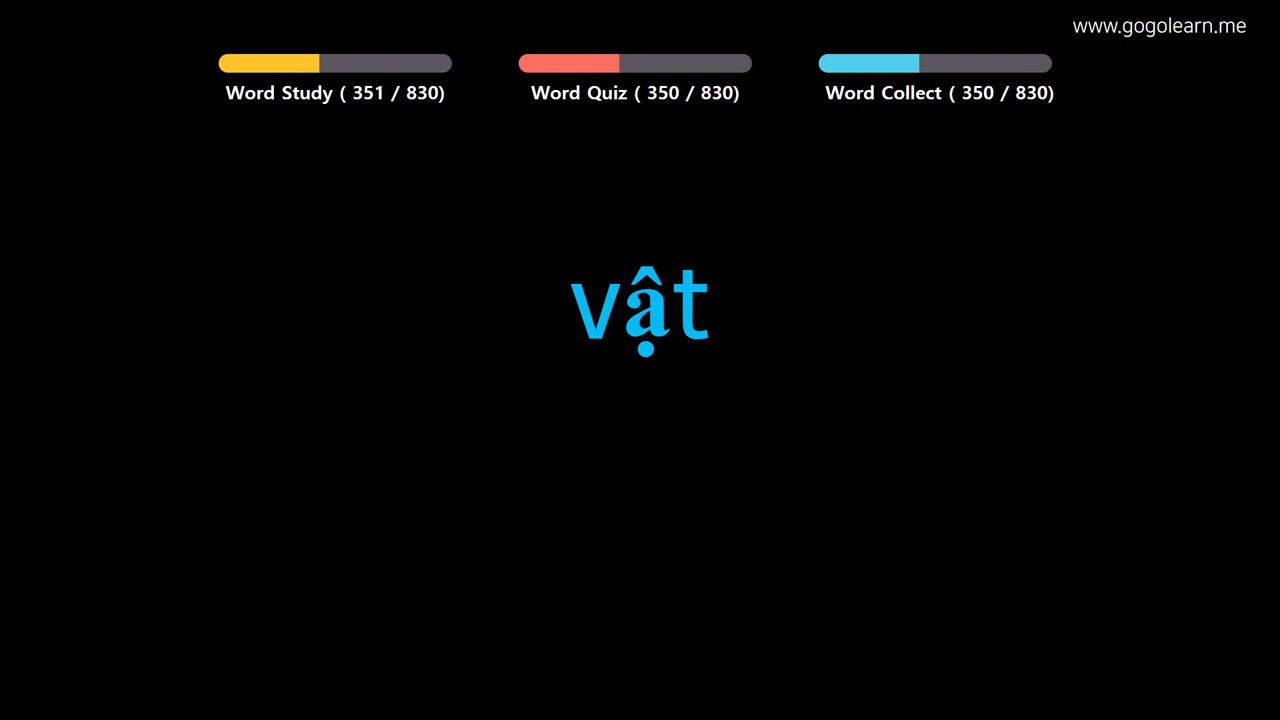 www.gogolearn.me
Word Study ( 351 / 830)
Word Quiz ( 350 / 830)
Word Collect ( 350 / 830)
vật